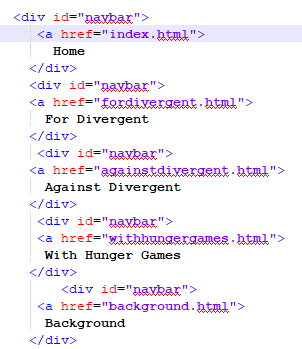 <div id="navbar">
<a href="index.html">
Home
</div>
<div id="navbar">
<a href="fordivergent.html">
For Divergent
</div>
<div id="navbar">
<a href="againstdivergent.html">
Against Divergent
</div>
<div id="navbar">
<a href="withhungergames.html">
With Hunger Games
</div>
<div id="navbar">
<a href="background.html">
Background
</div>